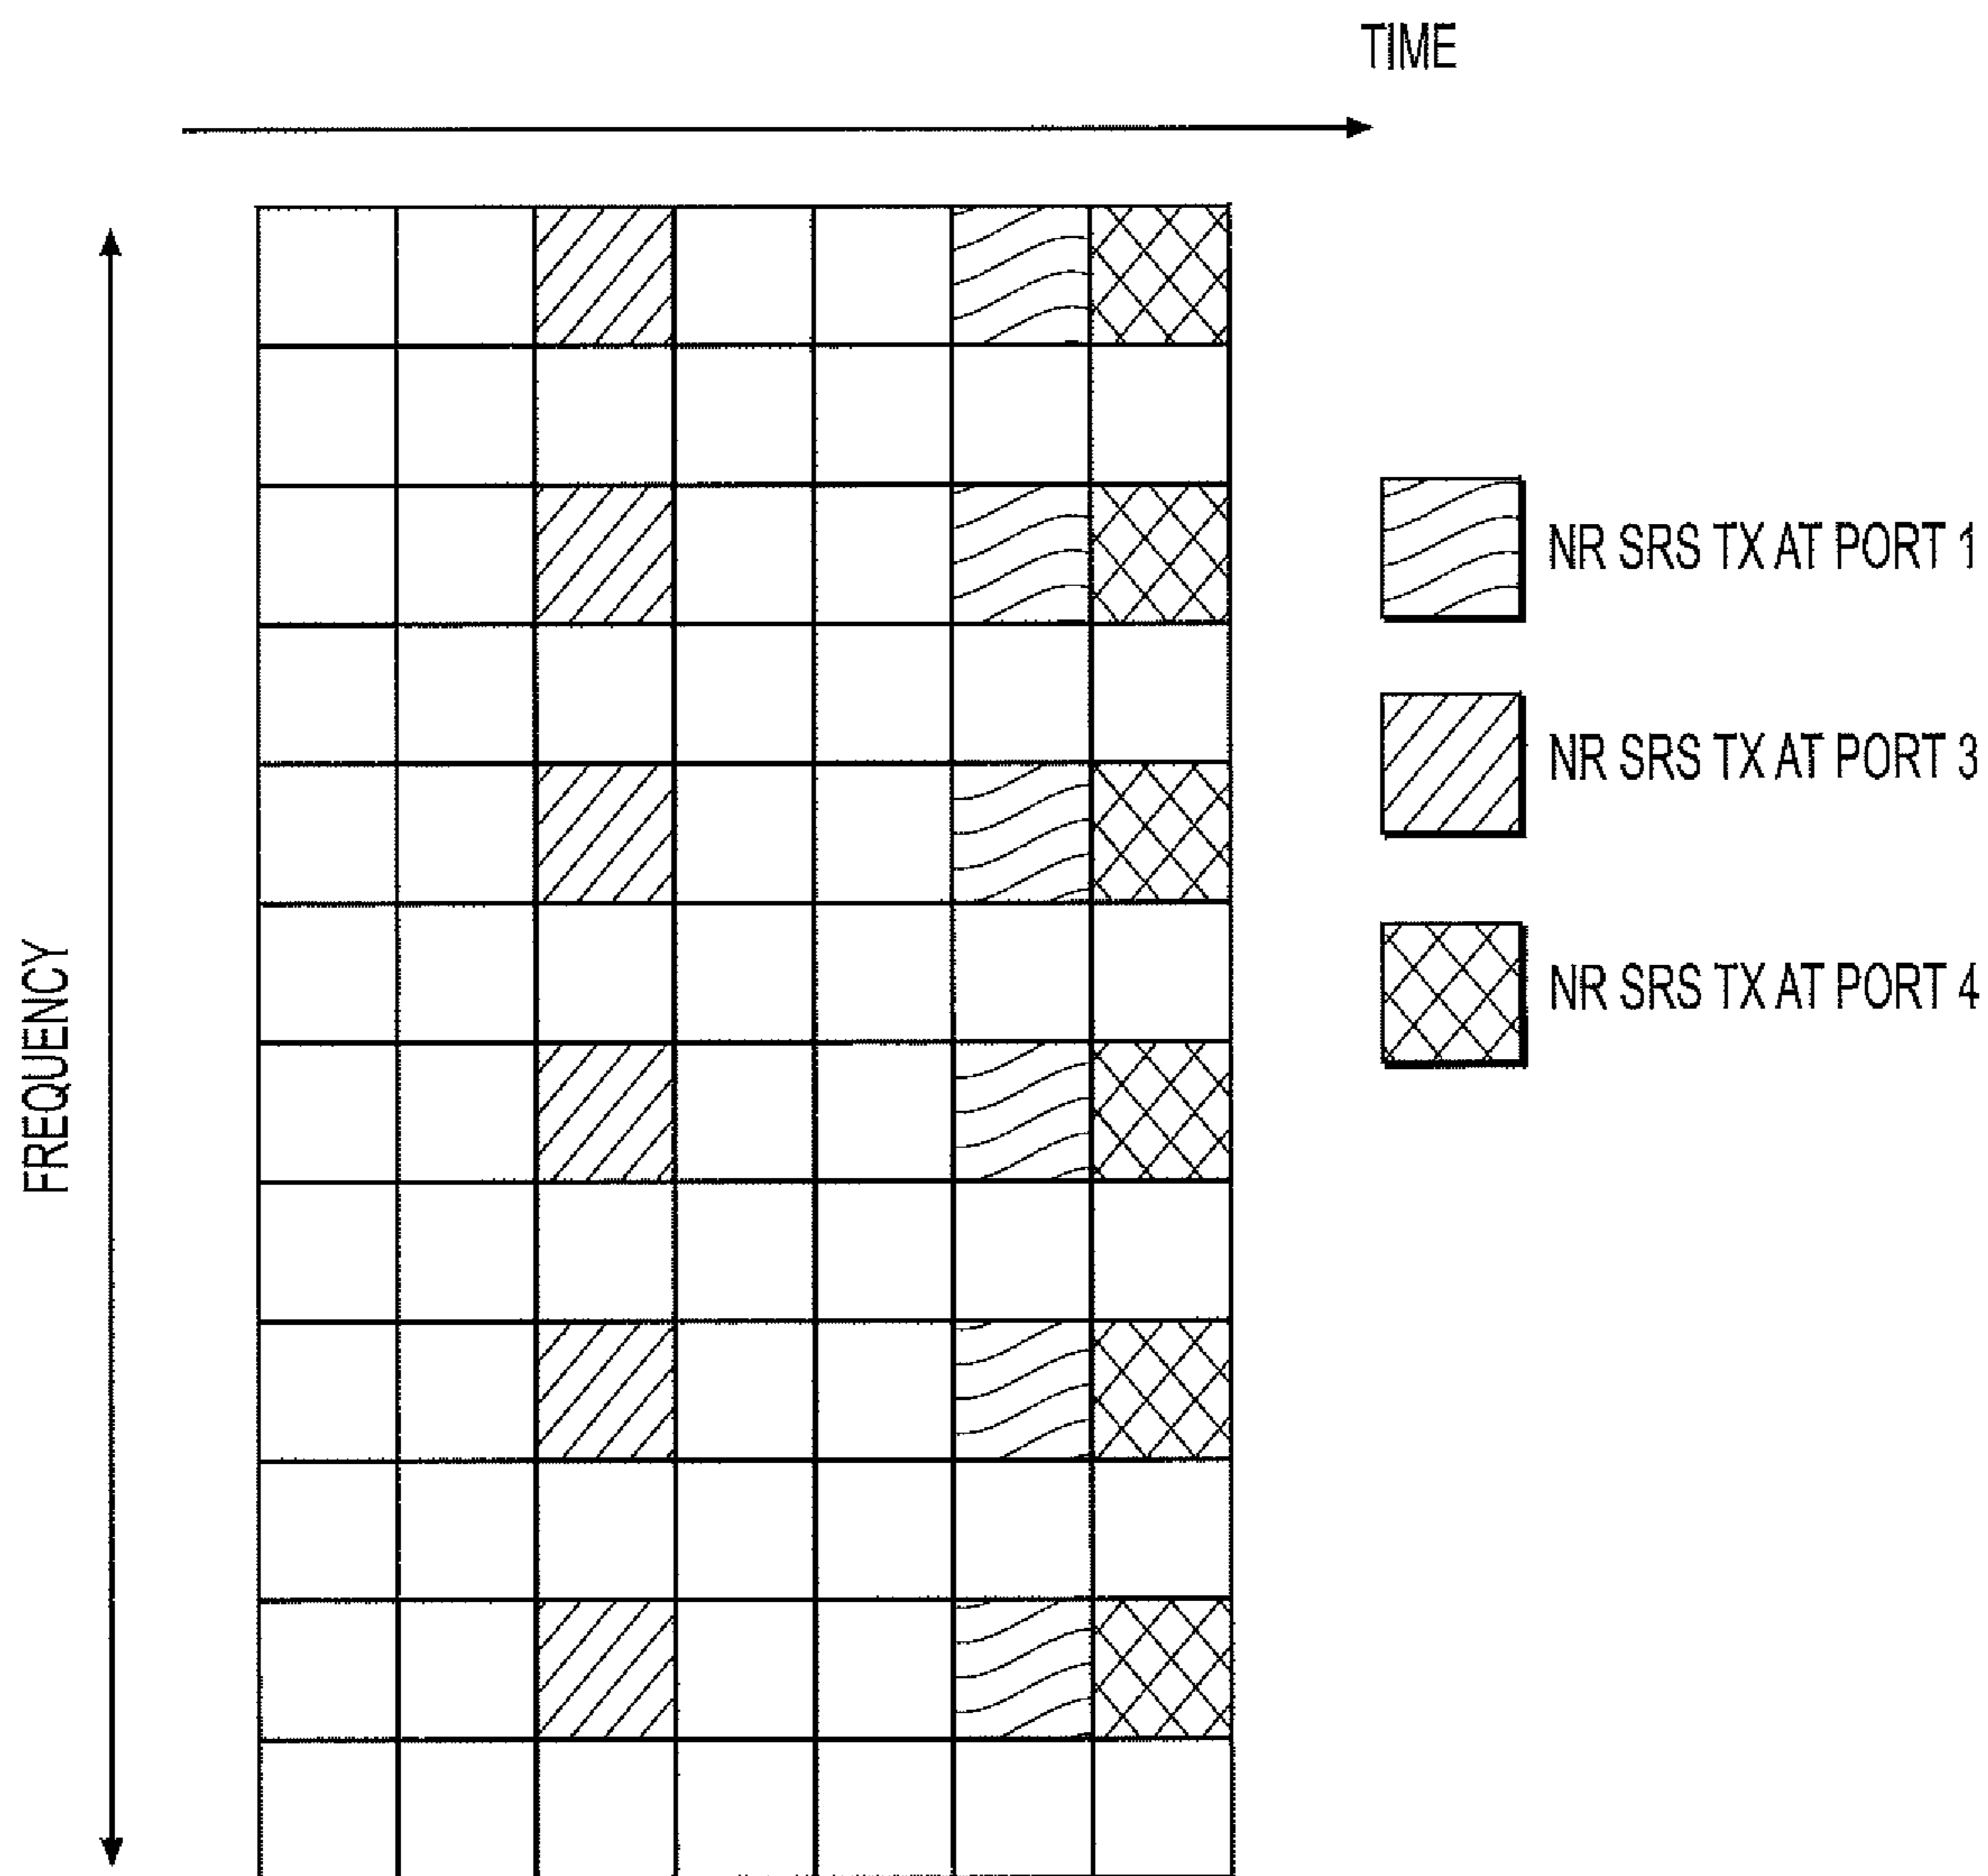 TIME
FREQUENCY
NR SRS TX AT PORT 1
NR SRS TX AT PORT 3
NR SRS TX AT PORT 4